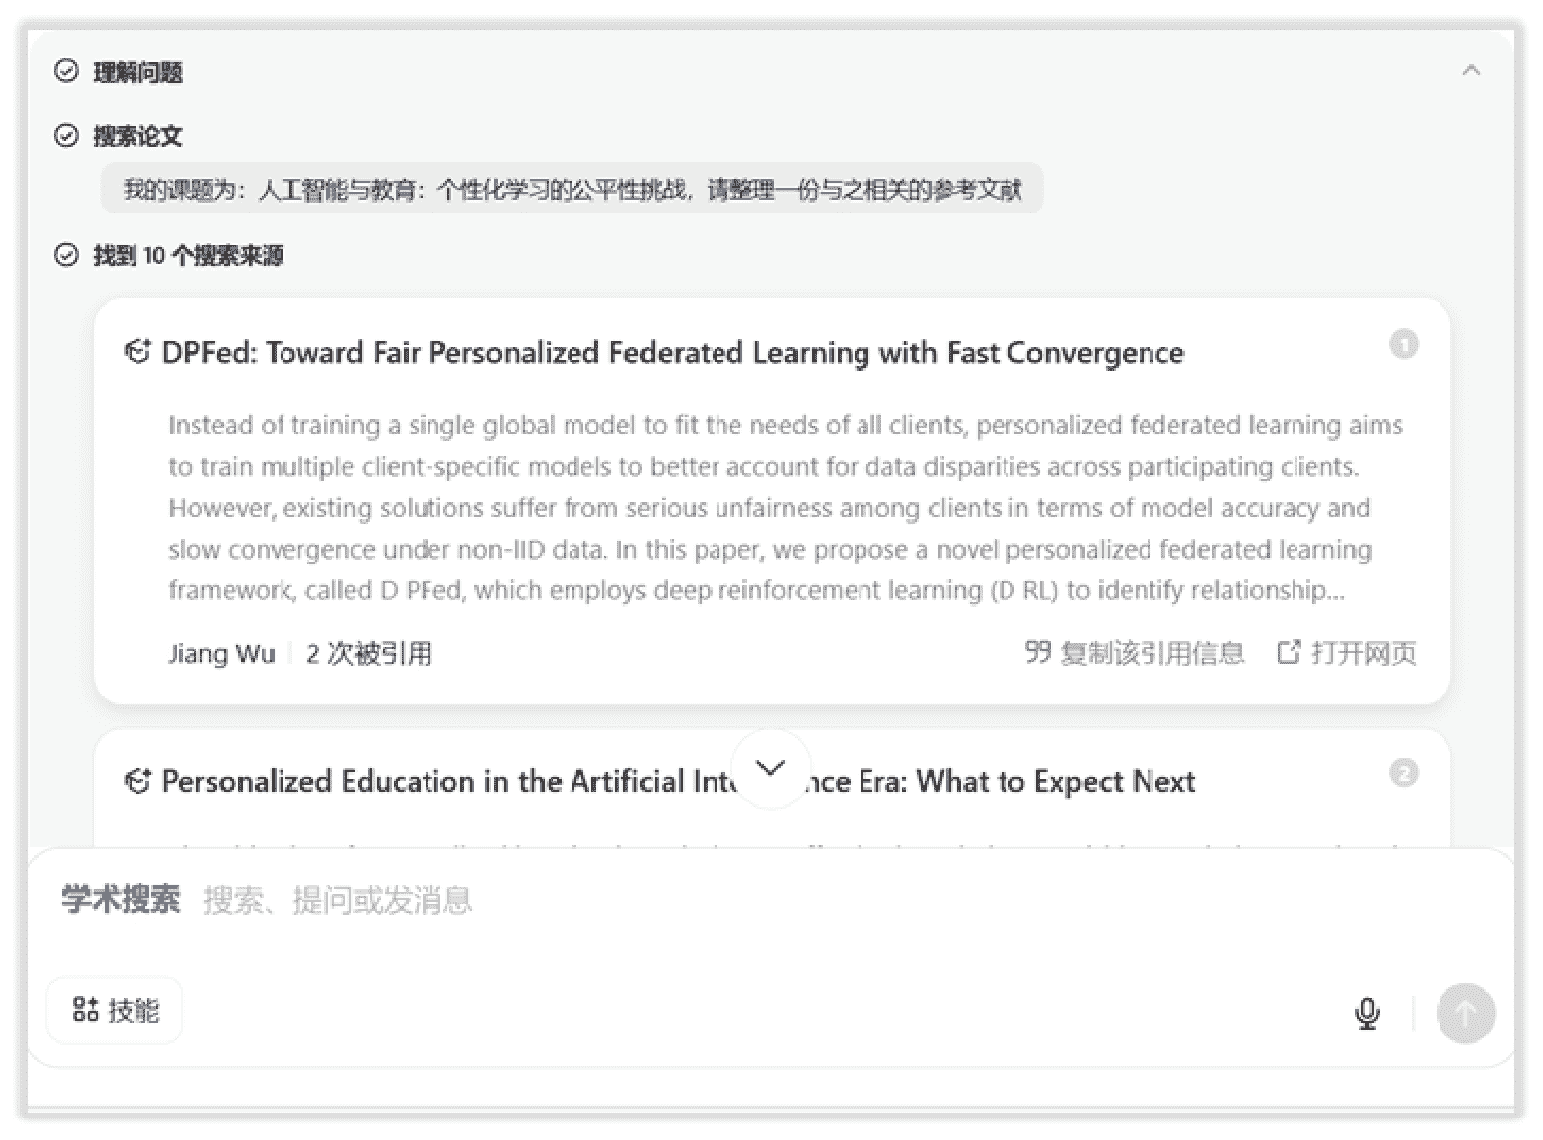 理解问题
搜索论文
我的课题为：人工智能与教育：个性化学习的公平性挑战，请整理一份与之相关的参考文献
找到 10 个搜索来源
DPFed: Toward Fair Personalized Federated Learning with Fast Convergence
1
Instead of training a single global model to fit the needs of all clients, personalized federated learning aims
to train multiple client-specific models to better account for data disparities across participating clients.
However, existing solutions suffer from serious unfairness among clients in terms of model accuracy and
slow convergence under non-IID data. In this paper, we propose a novel personalized federated learning
framework, called D PFed, which employs deep reinforcement learning (D RL) to identify relationship...
Jiang Wu 2 次被引用 复制该引用信息 打开网页
Personalized Education in the Artificial Inte nce Era: What to Expect Next
2
学术搜索 搜索、提问或发消息
技能